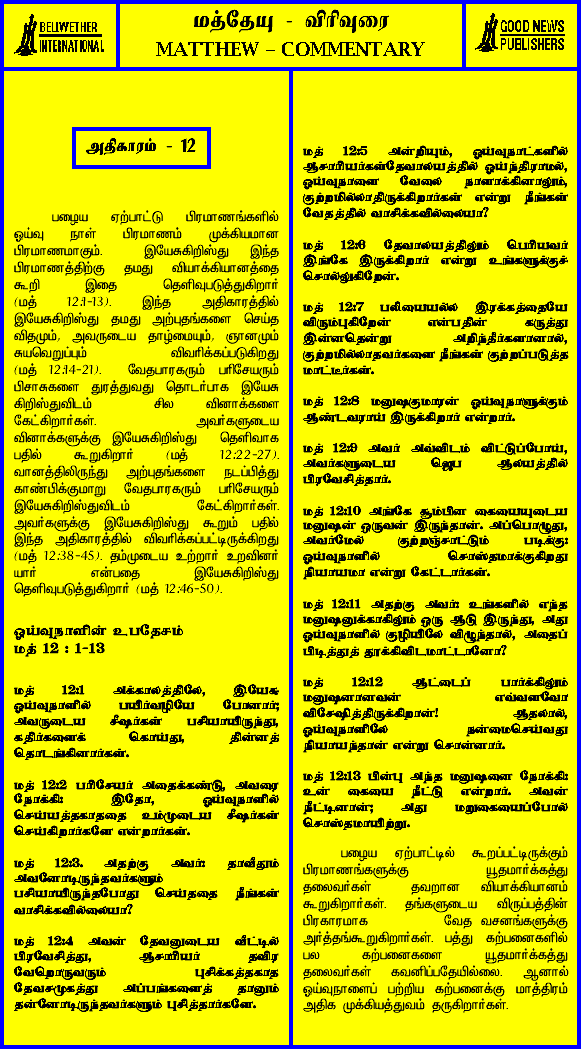 BELLWETHER
INTERNATIONAL
மத்தேயு - விரிவுரை
MATTHEW – COMMENTARY
GOOD NEWS
PUBLISHERS
அதிகாரம் - 12
பழைய ஏற்பாட்டு பிரமாணங்களில்
ஓய்வு நாள் பிரமாணம் முக்கியமான
பிரமாணமாகும். இயேசுகிறிஸ்து இந்த
பிரமாணத்திற்கு தமது வியாக்கியானத்தை
கூறி இதை தெளிவுபடுத்துகிறார்
(மத் 12:1-13). இந்த அதிகாரத்தில்
இயேசுகிறிஸ்து தமது அற்புதங்களை செய்த
விதமும், அவருடைய தாழ்மையும், ஞானமும்
சுயவெறுப்பும் விவரிக்கப்படுகிறது
(மத் 12:14-21). வேதபாரகரும் பரிசேயரும்
பிசாசுகளை துரத்துவது தொடர்பாக இயேசு
கிறிஸ்துவிடம் சில வினாக்களை
கேட்கிறார்கள். அவர்களுடைய
வினாக்களுக்கு இயேசுகிறிஸ்து தெளிவாக
பதில் கூறுகிறார் (மத் 12:22-27).
வானத்திலிருந்து அற்புதங்களை நடப்பித்து
காண்பிக்குமாறு வேதபாரகரும் பரிசேயரும்
இயேசுகிறிஸ்துவிடம் கேட்கிறார்கள்.
அவர்களுக்கு இயேசுகிறிஸ்து கூறும் பதில்
இந்த அதிகாரத்தில் விவரிக்கப்பட்டிருக்கிறது
(மத் 12:38-45). தம்முடைய உற்றார் உறவினர்
யார் என்பதை இயேசுகிறிஸ்து
தெளிவுபடுத்துகிறார் (மத் 12:46-50).
ஓய்வுநாளின் உபதேசம்
மத் 12 : 1-13
மத் 12:1 அக்காலத்திலே, இயேசு
ஓய்வுநாளில் பயிர்வழியே போனார்;
அவருடைய சீஷர்கள் பசியாயிருந்து,
கதிர்களைக் கொய்து, தின்னத்
தொடங்கினார்கள்.
மத் 12:2 பரிசேயர் அதைக்கண்டு, அவரை
நோக்கி: இதோ, ஓய்வுநாளில்
செய்யத்தகாததை உம்முடைய சீஷர்கள்
செய்கிறார்களே என்றார்கள்.
மத் 12:3. அதற்கு அவர்: தாவீதும்
அவனோடிருந்தவர்களும்
பசியாயிருந்தபோது செய்ததை நீங்கள்
வாசிக்கவில்லையா?
மத் 12:4 அவன் தேவனுடைய வீட்டில்
பிரவேசித்து, ஆசாரியர் தவிர
வேறொருவரும் புசிக்கத்தகாத
தேவசமுகத்து அப்பங்களைத் தானும்
தன்னோடிருந்தவர்களும் புசித்தார்களே.
மத் 12:5 அன்றியும், ஓய்வுநாட்களில்
ஆசாரியர்கள்தேவாலயத்தில் ஓய்ந்திராமல்,
ஓய்வுநாளை வேலை நாளாக்கினாலும்,
குற்றமில்லாதிருக்கிறார்கள் என்று நீங்கள்
வேதத்தில் வாசிக்கவில்லையா?
மத் 12:6 தேவாலயத்திலும் பெரியவர்
இங்கே இருக்கிறார் என்று உங்களுக்குச்
சொல்லுகிறேன்.
மத் 12:7 பலியையல்ல இரக்கத்தையே
விரும்புகிறேன் என்பதின் கருத்து
இன்னதென்று அறிந்தீர்களானால்,
குற்றமில்லாதவர்களை நீங்கள் குற்றப்படுத்த
மாட்டீர்கள்.
மத் 12:8 மனுஷகுமாரன் ஓய்வுநாளுக்கும்
ஆண்டவராய் இருக்கிறார் என்றார்.
மத் 12:9 அவர் அவ்விடம் விட்டுப்போய்,
அவர்களுடைய ஜெப ஆலயத்தில்
பிரவேசித்தார்.
மத் 12:10 அங்கே சூம்பின கையையுடைய
மனுஷன் ஒருவன் இருந்தான். அப்பொழுது,
அவர்மேல் குற்றஞ்சாட்டும் படிக்கு:
ஓய்வுநாளில் சொஸ்தமாக்குகிறது
நியாயமா என்று கேட்டார்கள்.
மத் 12:11 அதற்கு அவர்: உங்களில் எந்த
மனுஷனுக்காகிலும் ஒரு ஆடு இருந்து, அது
ஓய்வுநாளில் குழியிலே விழுந்தால், அதைப்
பிடித்துத் தூக்கிவிடமாட்டானோ?
மத் 12:12 ஆட்டைப் பார்க்கிலும்
மனுஷனானவன் எவ்வளவோ
விசேஷித்திருக்கிறான்! ஆதலால்,
ஓய்வுநாளிலே நன்மைசெய்வது
நியாயந்தான் என்று சொன்னார்.
மத் 12:13 பின்பு அந்த மனுஷனை நோக்கி:
உன் கையை நீட்டு என்றார். அவன்
நீட்டினான்; அது மறுகையைப்போல்
சொஸ்தமாயிற்று.
பழைய ஏற்பாட்டில் கூறப்பட்டிருக்கும்
பிரமாணங்களுக்கு யூதமார்க்கத்து
தலைவர்கள் தவறான வியாக்கியானம்
கூறுகிறார்கள். தங்களுடைய விருப்பத்தின்
பிரகாரமாக வேத வசனங்களுக்கு
அர்த்தங்கூறுகிறார்கள். பத்து கற்பனைகளில்
பல கற்பனைகளை யூதமார்க்கத்து
தலைவர்கள் கவனிப்பதேயில்லை. ஆனால்
ஓய்வுநாளைப் பற்றிய கற்பனைக்கு மாத்திரம்
அதிக முக்கியத்துவம் தருகிறார்கள்.